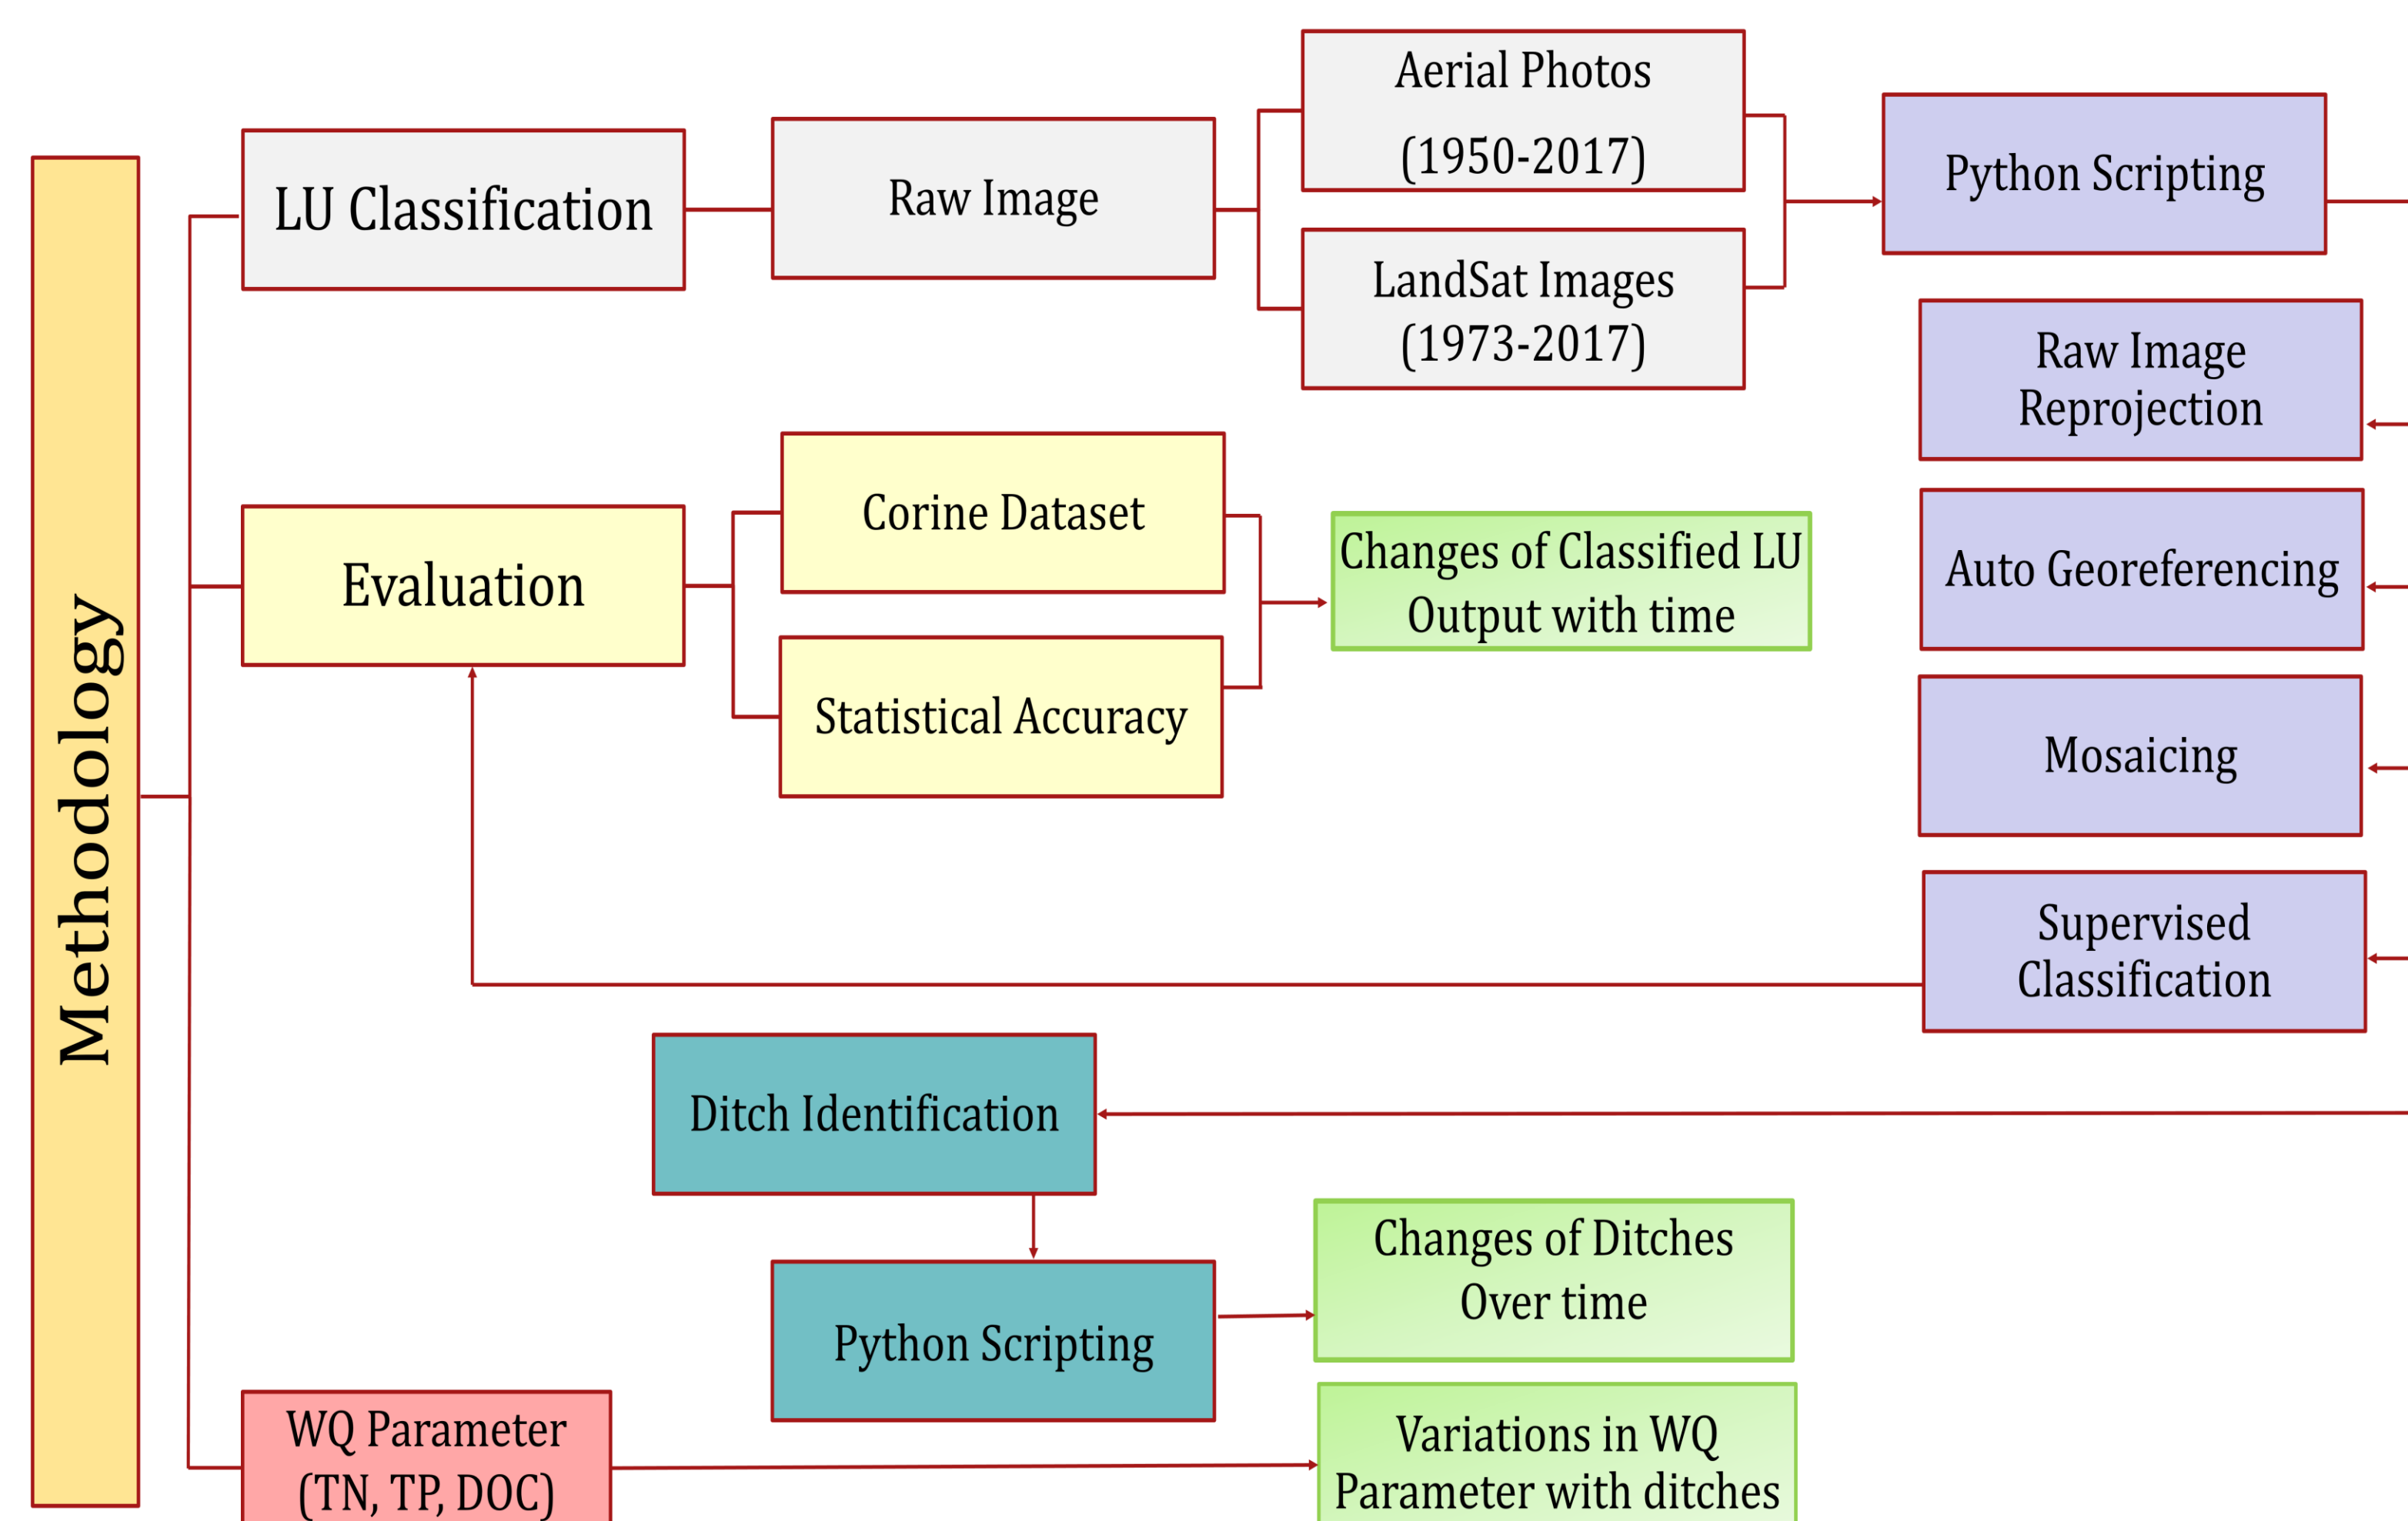 Methodology
LU Classification
Raw Image
Aerial Photos
(1950-2017)
LandSat Images
(1973-2017)
Python Scripting
Raw Image
Reprojection
Auto Georeferencing
Mosaicing
Supervised
Classification
Evaluation
Corine Dataset
Statistical Accuracy
Changes of Classified LU
Output with time
Ditch Identification
Python Scripting
Changes of Ditches
Over time
WQ Parameter
(TN, TP, DOC)
Variations in WQ
Parameter with ditches